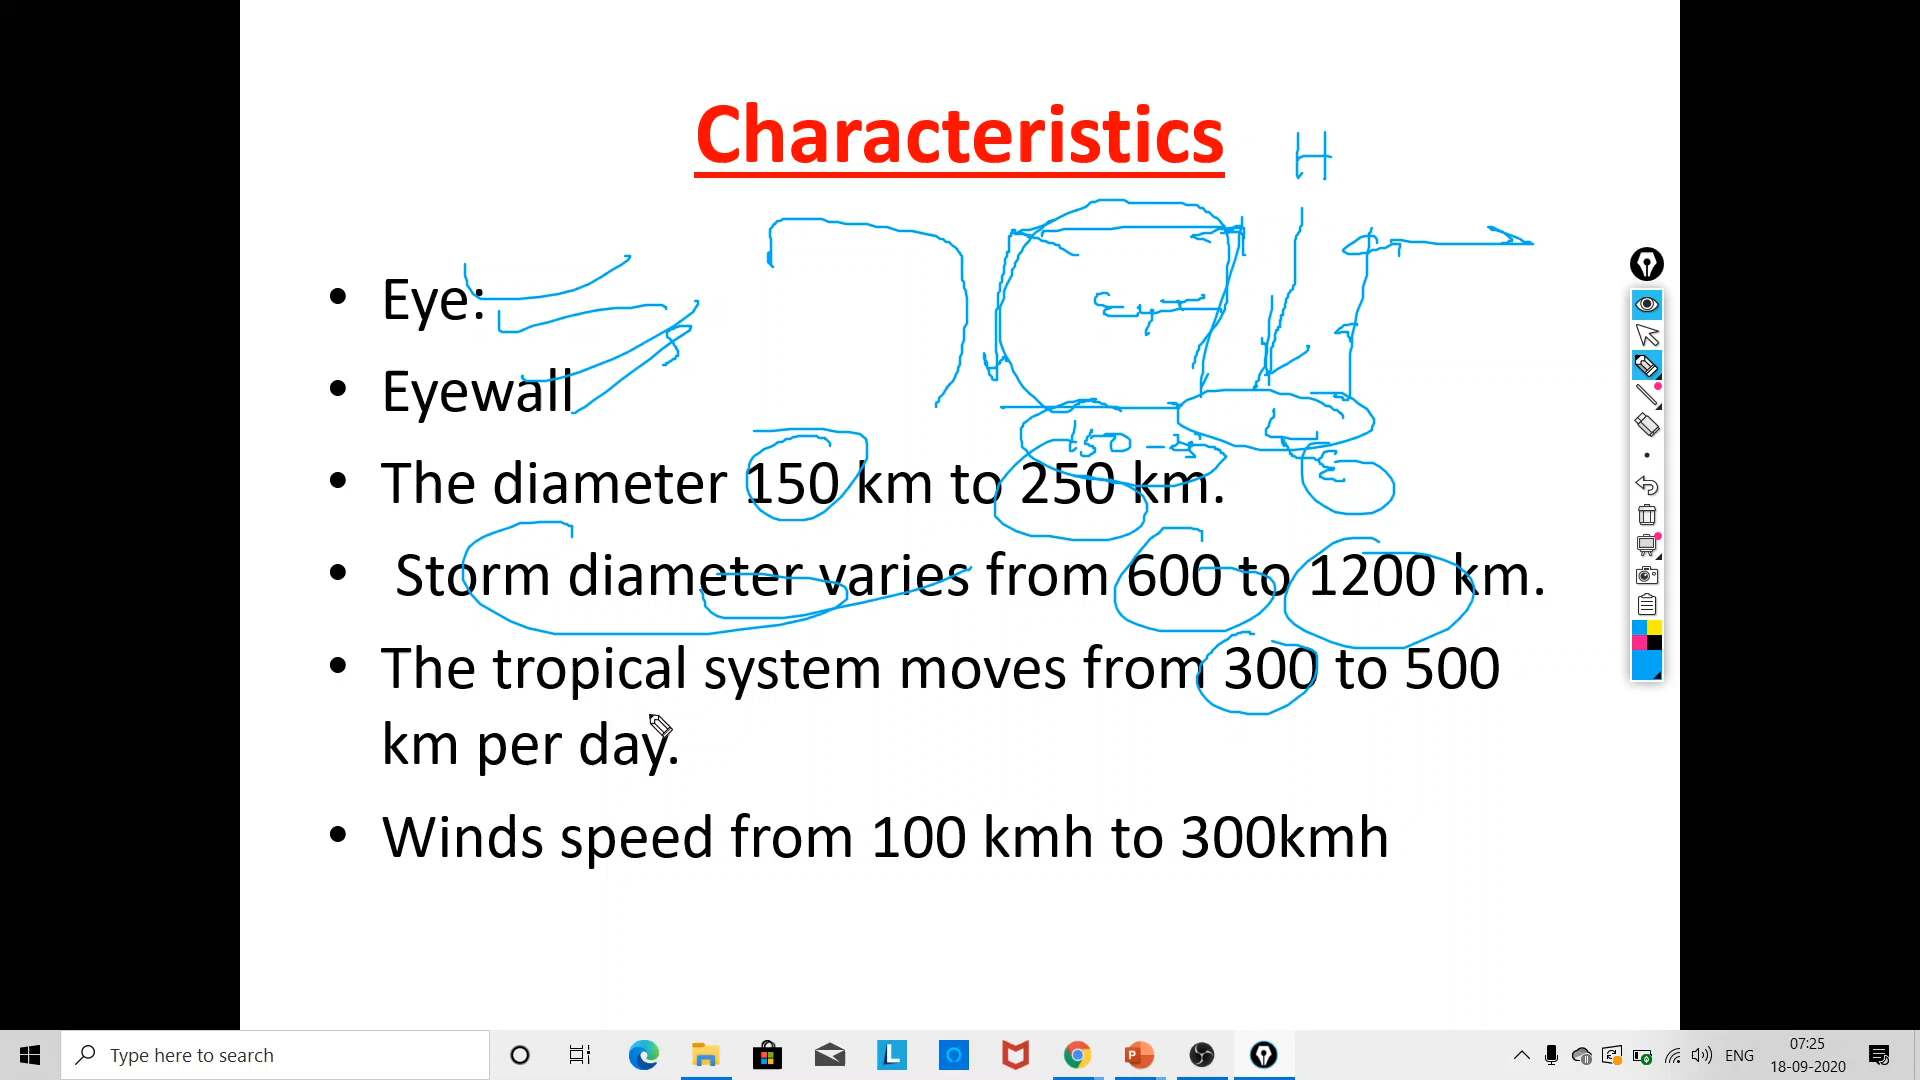 Characteristics
H
• Eye:
• Eyewall
150
L
• The diameter 150 km to 250 km.
• Storm diameter varies from 600 to 1200 km.
• The tropical system moves from 300 to 500
km per day.
• Winds speed from 100 kmh to 300kmh
Type here to search
ENG
07:25
18-09-2020